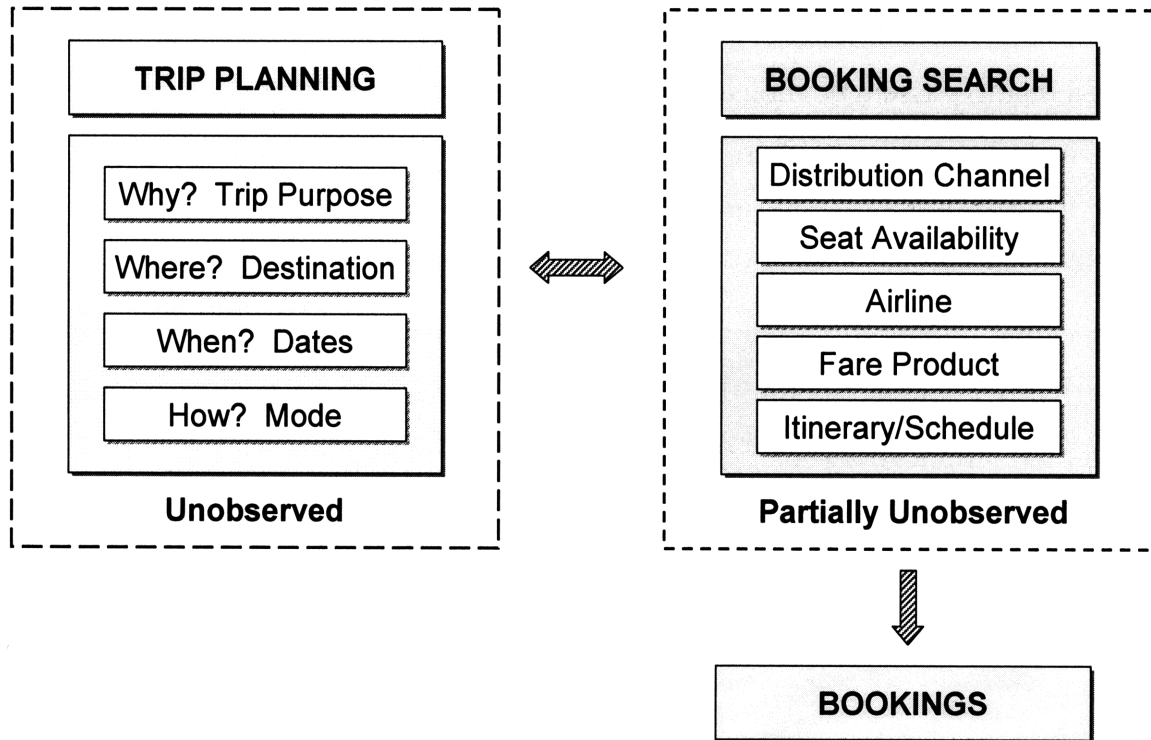 TRIP PLANNING
Why? Trip Purpose
Where? Destination
When? Dates
How? Mode
Unobserved
BOOKING SEARCH
Distribution Channel
Seat Availability
Airline
Fare Product
Itinerary/Schedule
Partially Unobserved
BOOKINGS